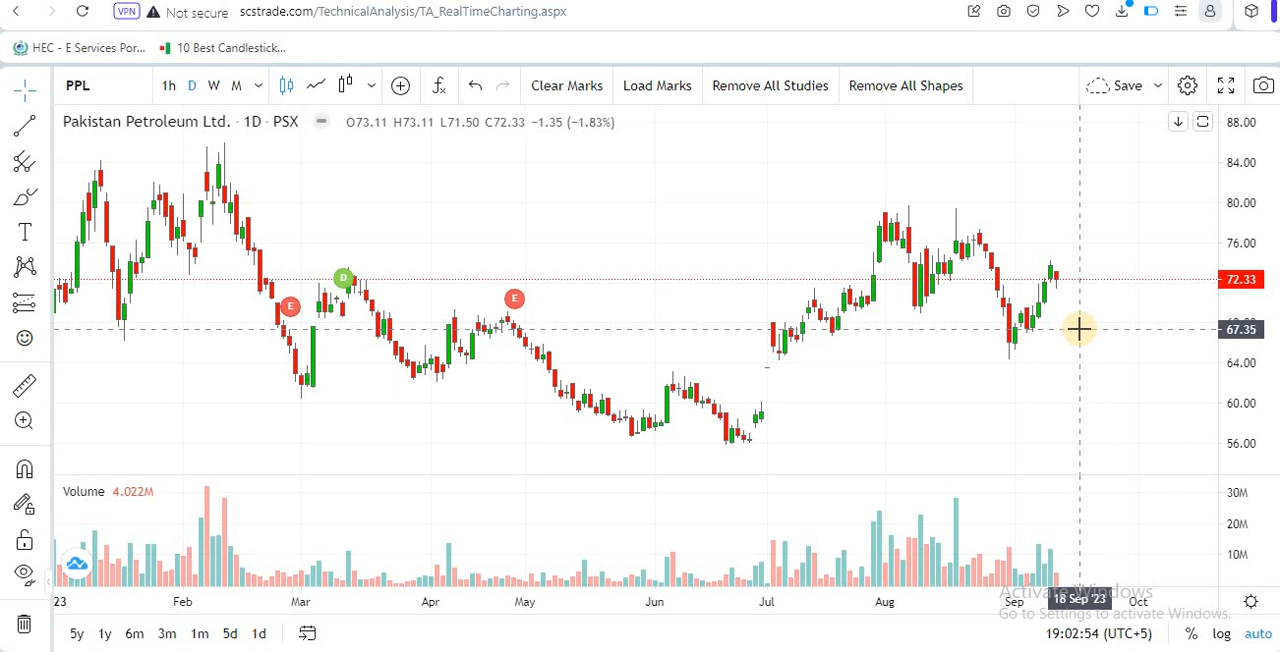 VPN Not secure scstrade.com/TechnicalAnalysis/TA_RealTimeCharting.aspx
HEC - E Services Por... 10 Best Candlestick...
PPL 1h D W M Clear Marks Load Marks Remove All Studies Remove All Shapes Save
Pakistan Petroleum Ltd. · 1D · PSX O73.11 H73.11 L71.50 C72.33 −1.35 (−1.83%)
88.00
84.00
80.00
76.00
72.33
D
E
E
67.35
64.00
60.00
56.00
Volume 4.022M
30M
20M
10M
23 Feb Mar Apr May Jun Jul Aug Sep 18 Sep '23 Oct
Activate Windows
Go to Settings to activate Windows.
5y 1y 6m 3m 1m 5d 1d 19:02:54 (UTC+5) % log auto